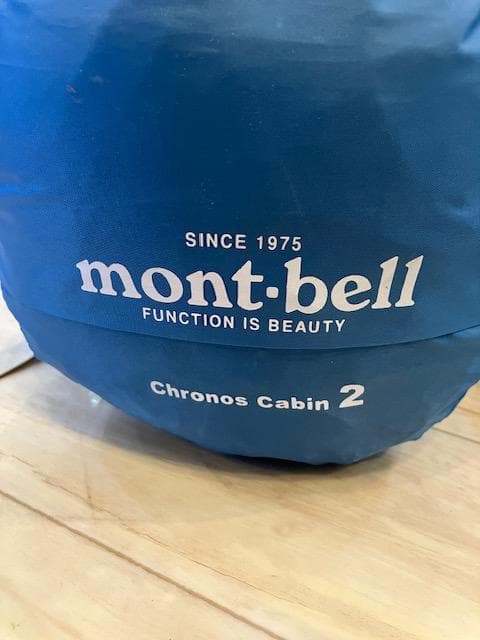 SINCE 1975
mont-bell
FUNCTION IS BEAUTY
Chronos Cabin 2